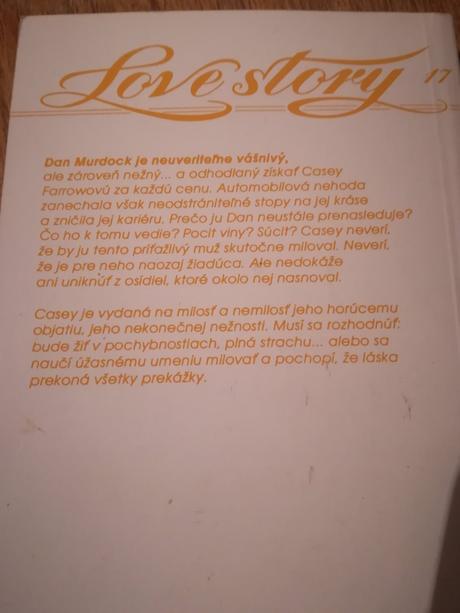 Love story 17
Dan Murdock je neuveriteľne vášnivý,
ale zároveň nežný... a odhodlaný získať Casey
Farrowovú za každú cenu. Automobilová nehoda
zanechala však neodstrániteľné stopy na jej kráse
a zničila jej kariéru. Prečo ju Dan neustále prenasleduje?
Čo ho k tomu vedie? Pocit viny? Súcit? Casey neverí,
že by ju tento príťažlivý muž skutočne miloval. Neverí,
že je pre neho naozaj žiadúca. Ale nedokáže
ani uniknúť z osídiel, ktoré okolo nej nasnoval.
Casey je vydaná na milosť a nemilosť jeho horúcemu
objatiu, jeho nekonečnej nežnosti. Musí sa rozhodnúť:
bude žiť v pochybnostiach, plná strachu... alebo sa
naučí úžasnému umeniu milovať a pochopí, že láska
prekoná všetky prekážky.